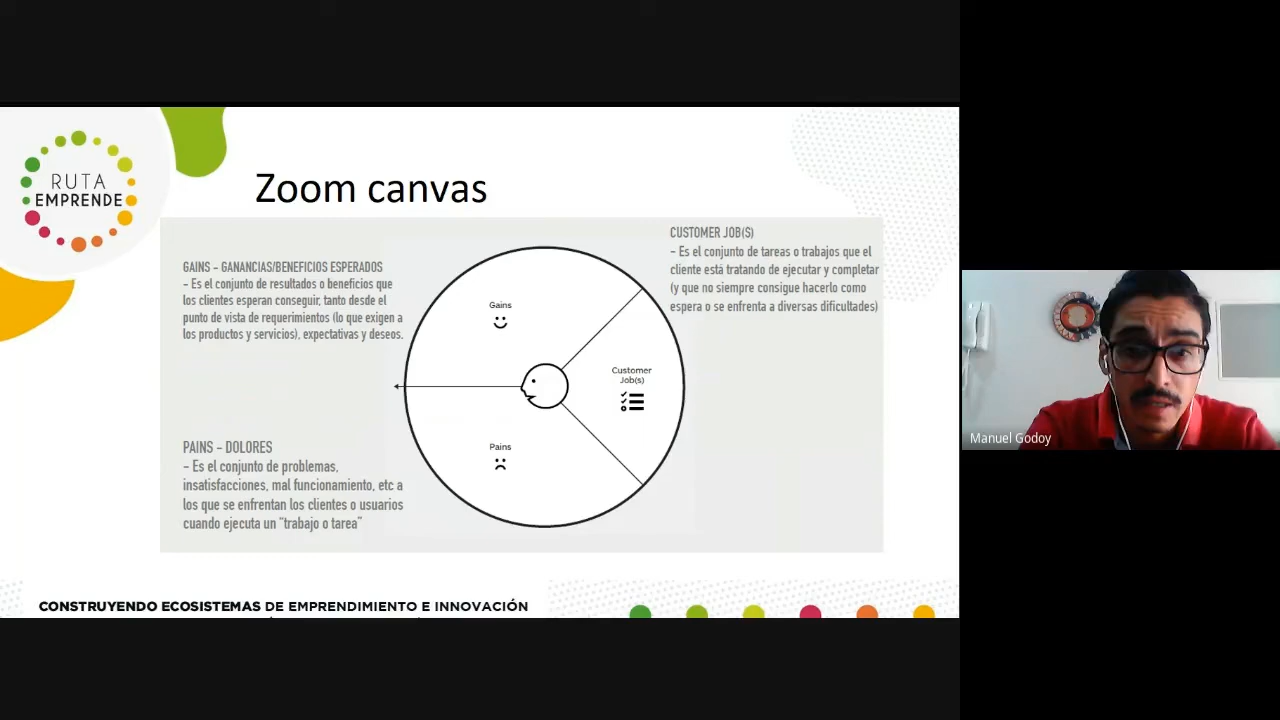 RUTA
EMPRENDE
Zoom canvas
GAINS - GANANCIAS/BENEFICIOS ESPERADOS
- Es el conjunto de resultados o beneficios que
los clientes esperan conseguir, tanto desde el
punto de vista de requerimientos (lo que exigen a
los productos y servicios), expectativas y deseos.
PAINS - DOLORES
- Es el conjunto de problemas,
insatisfacciones, mal funcionamiento, etc a
los que se enfrentan los clientes o usuarios
cuando ejecuta un "trabajo o tarea"
Gains
Pains
Customer
Job(s)
CUSTOMER JOB(S)
- Es el conjunto de tareas o trabajos que el
cliente está tratando de ejecutar y completar
(y que no siempre consigue hacerlo como
espera o se enfrenta a diversas dificultades)
CONSTRUYENDO ECOSISTEMAS DE EMPRENDIMIENTO E INNOVACIÓN
Manuel Godoy